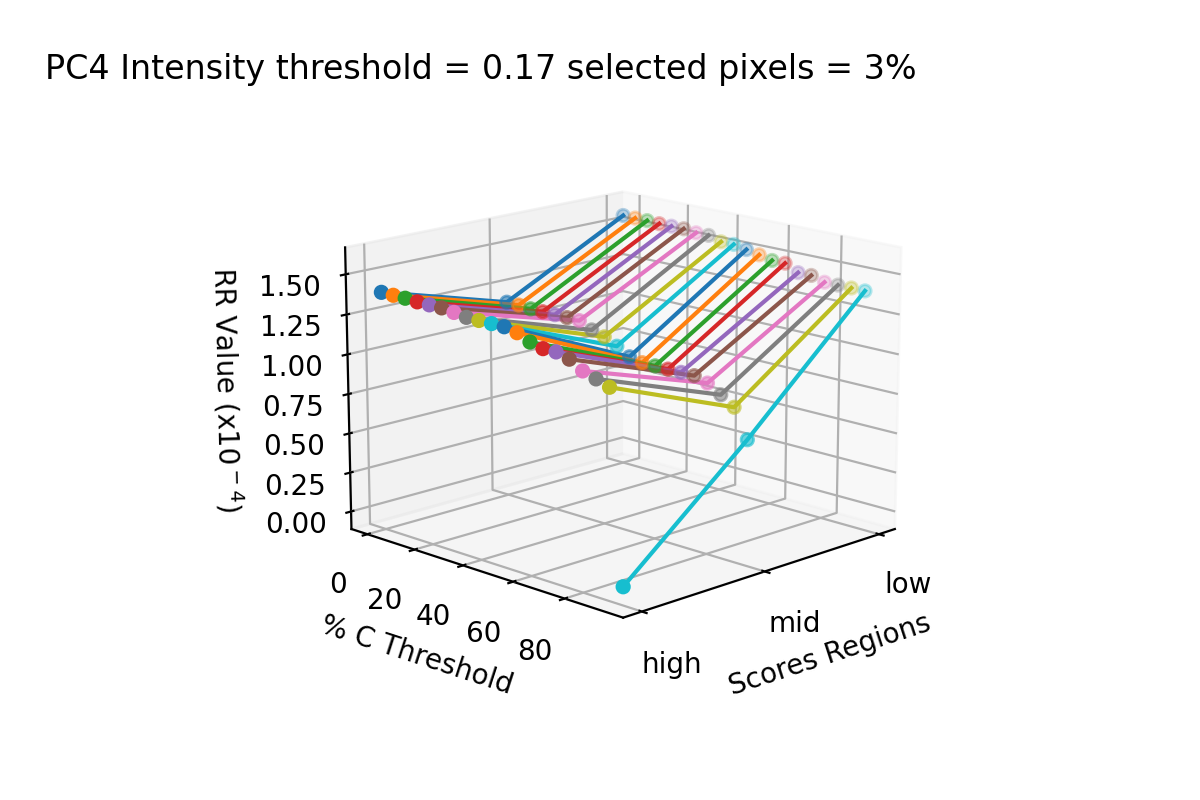 PC4 Intensity threshold = 0.17 selected pixels = 3%
RR Value (x10⁻⁴)
1.50
1.25
1.00
0.75
0.50
0.25
0.00
0
20
40
60
80
% C Threshold
high
mid
low
Scores Regions